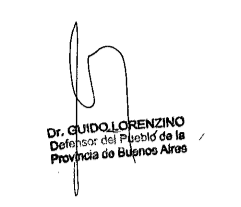 Dr. GUIDO LORENZINO
Defensor del Pueblo de la
Provincia de Buenos Aires